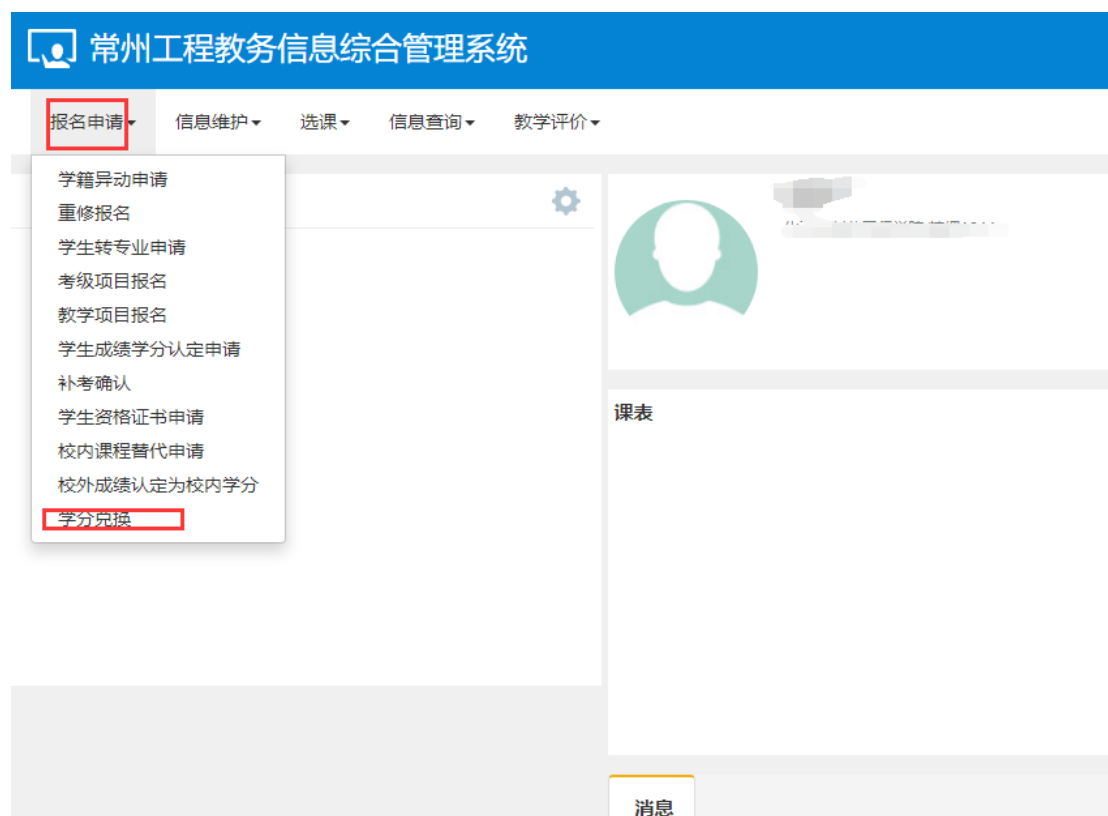 常州工程教务信息综合管理系统
报名申请 信息维护 选课 信息查询 教学评价
学籍异动申请
重修报名
学生转专业申请
考级项目报名
教学项目报名
学生成绩学分认定申请
补考确认
学生资格证书申请
校内课程替代申请
校外成绩认定为校内学分
学分兑换
课表
消息